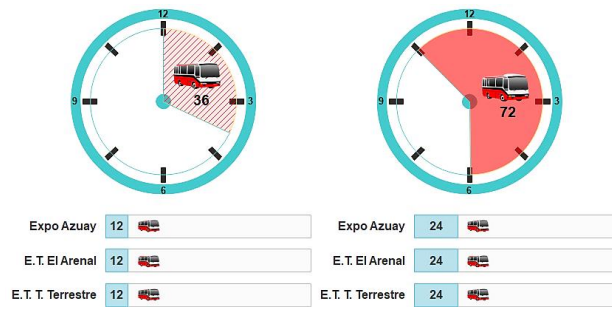 12
9
36
3
6
12
9
72
3
6
Expo Azuay 12
E.T. El Arenal 12
E.T. T. Terrestre 12
Expo Azuay 24
E.T. El Arenal 24
E.T. T. Terrestre 24